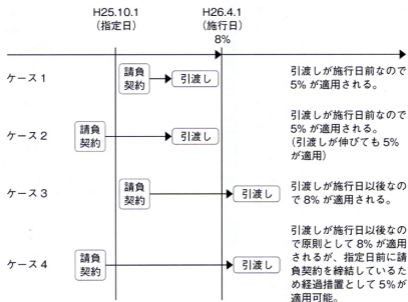 H25.10.1
(指定日)
H26.4.1
(施行日)
8%
ケース1
請負
契約
引渡し
引渡しが施行日前なので
5%が適用される。
ケース2
請負
契約
引渡し
引渡しが施行日前なので
5%が適用される。
(引渡しが伸びても5%
が適用)
ケース3
請負
契約
引渡し
引渡しが施行日以後なの
で8%が適用される。
ケース4
請負
契約
引渡し
引渡しが施行日以後なの
で原則として8%が適用
されるが、指定日前に請
負契約を締結しているた
め経過措置として5%が
適用可能。